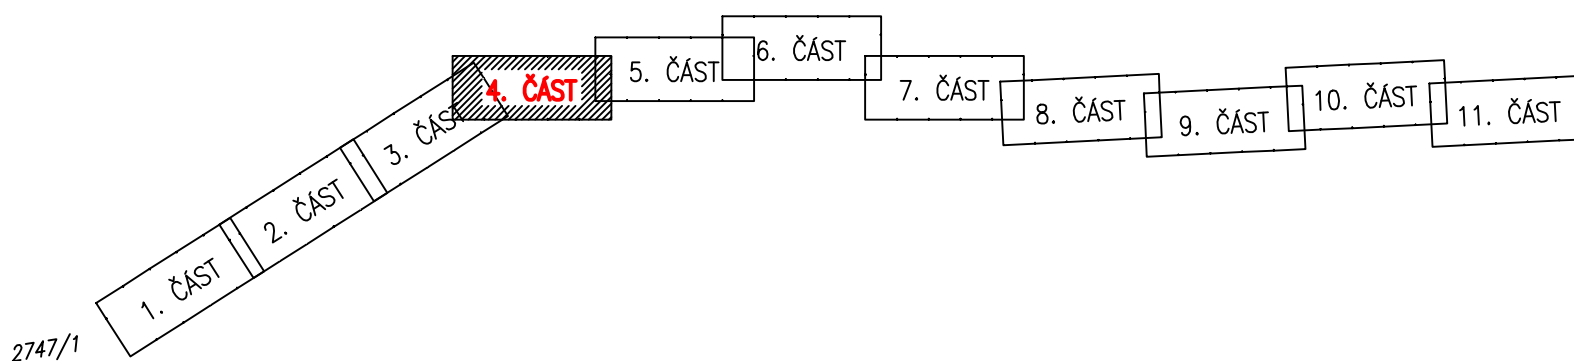 1. ČÁST
2. ČÁST
3. ČÁST
4. ČÁST
5. ČÁST
6. ČÁST
7. ČÁST
8. ČÁST
9. ČÁST
10. ČÁST
11. ČÁST
2747/1